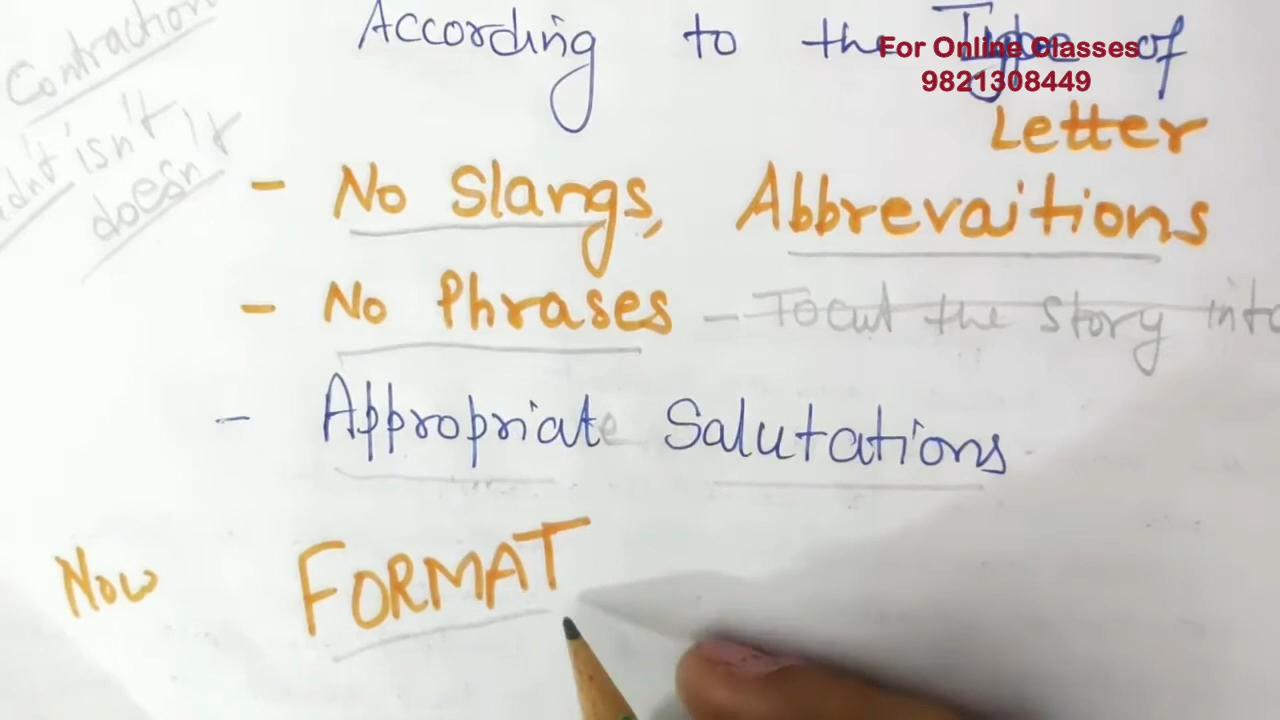 Contraction
isn't
doesn't
According to the Type of
For Online Classes
9821308449
Letter
- No Slangs, Abbrevaitions
- No Phrases - To cut the story into
- Appropriate Salutations
Now FORMAT